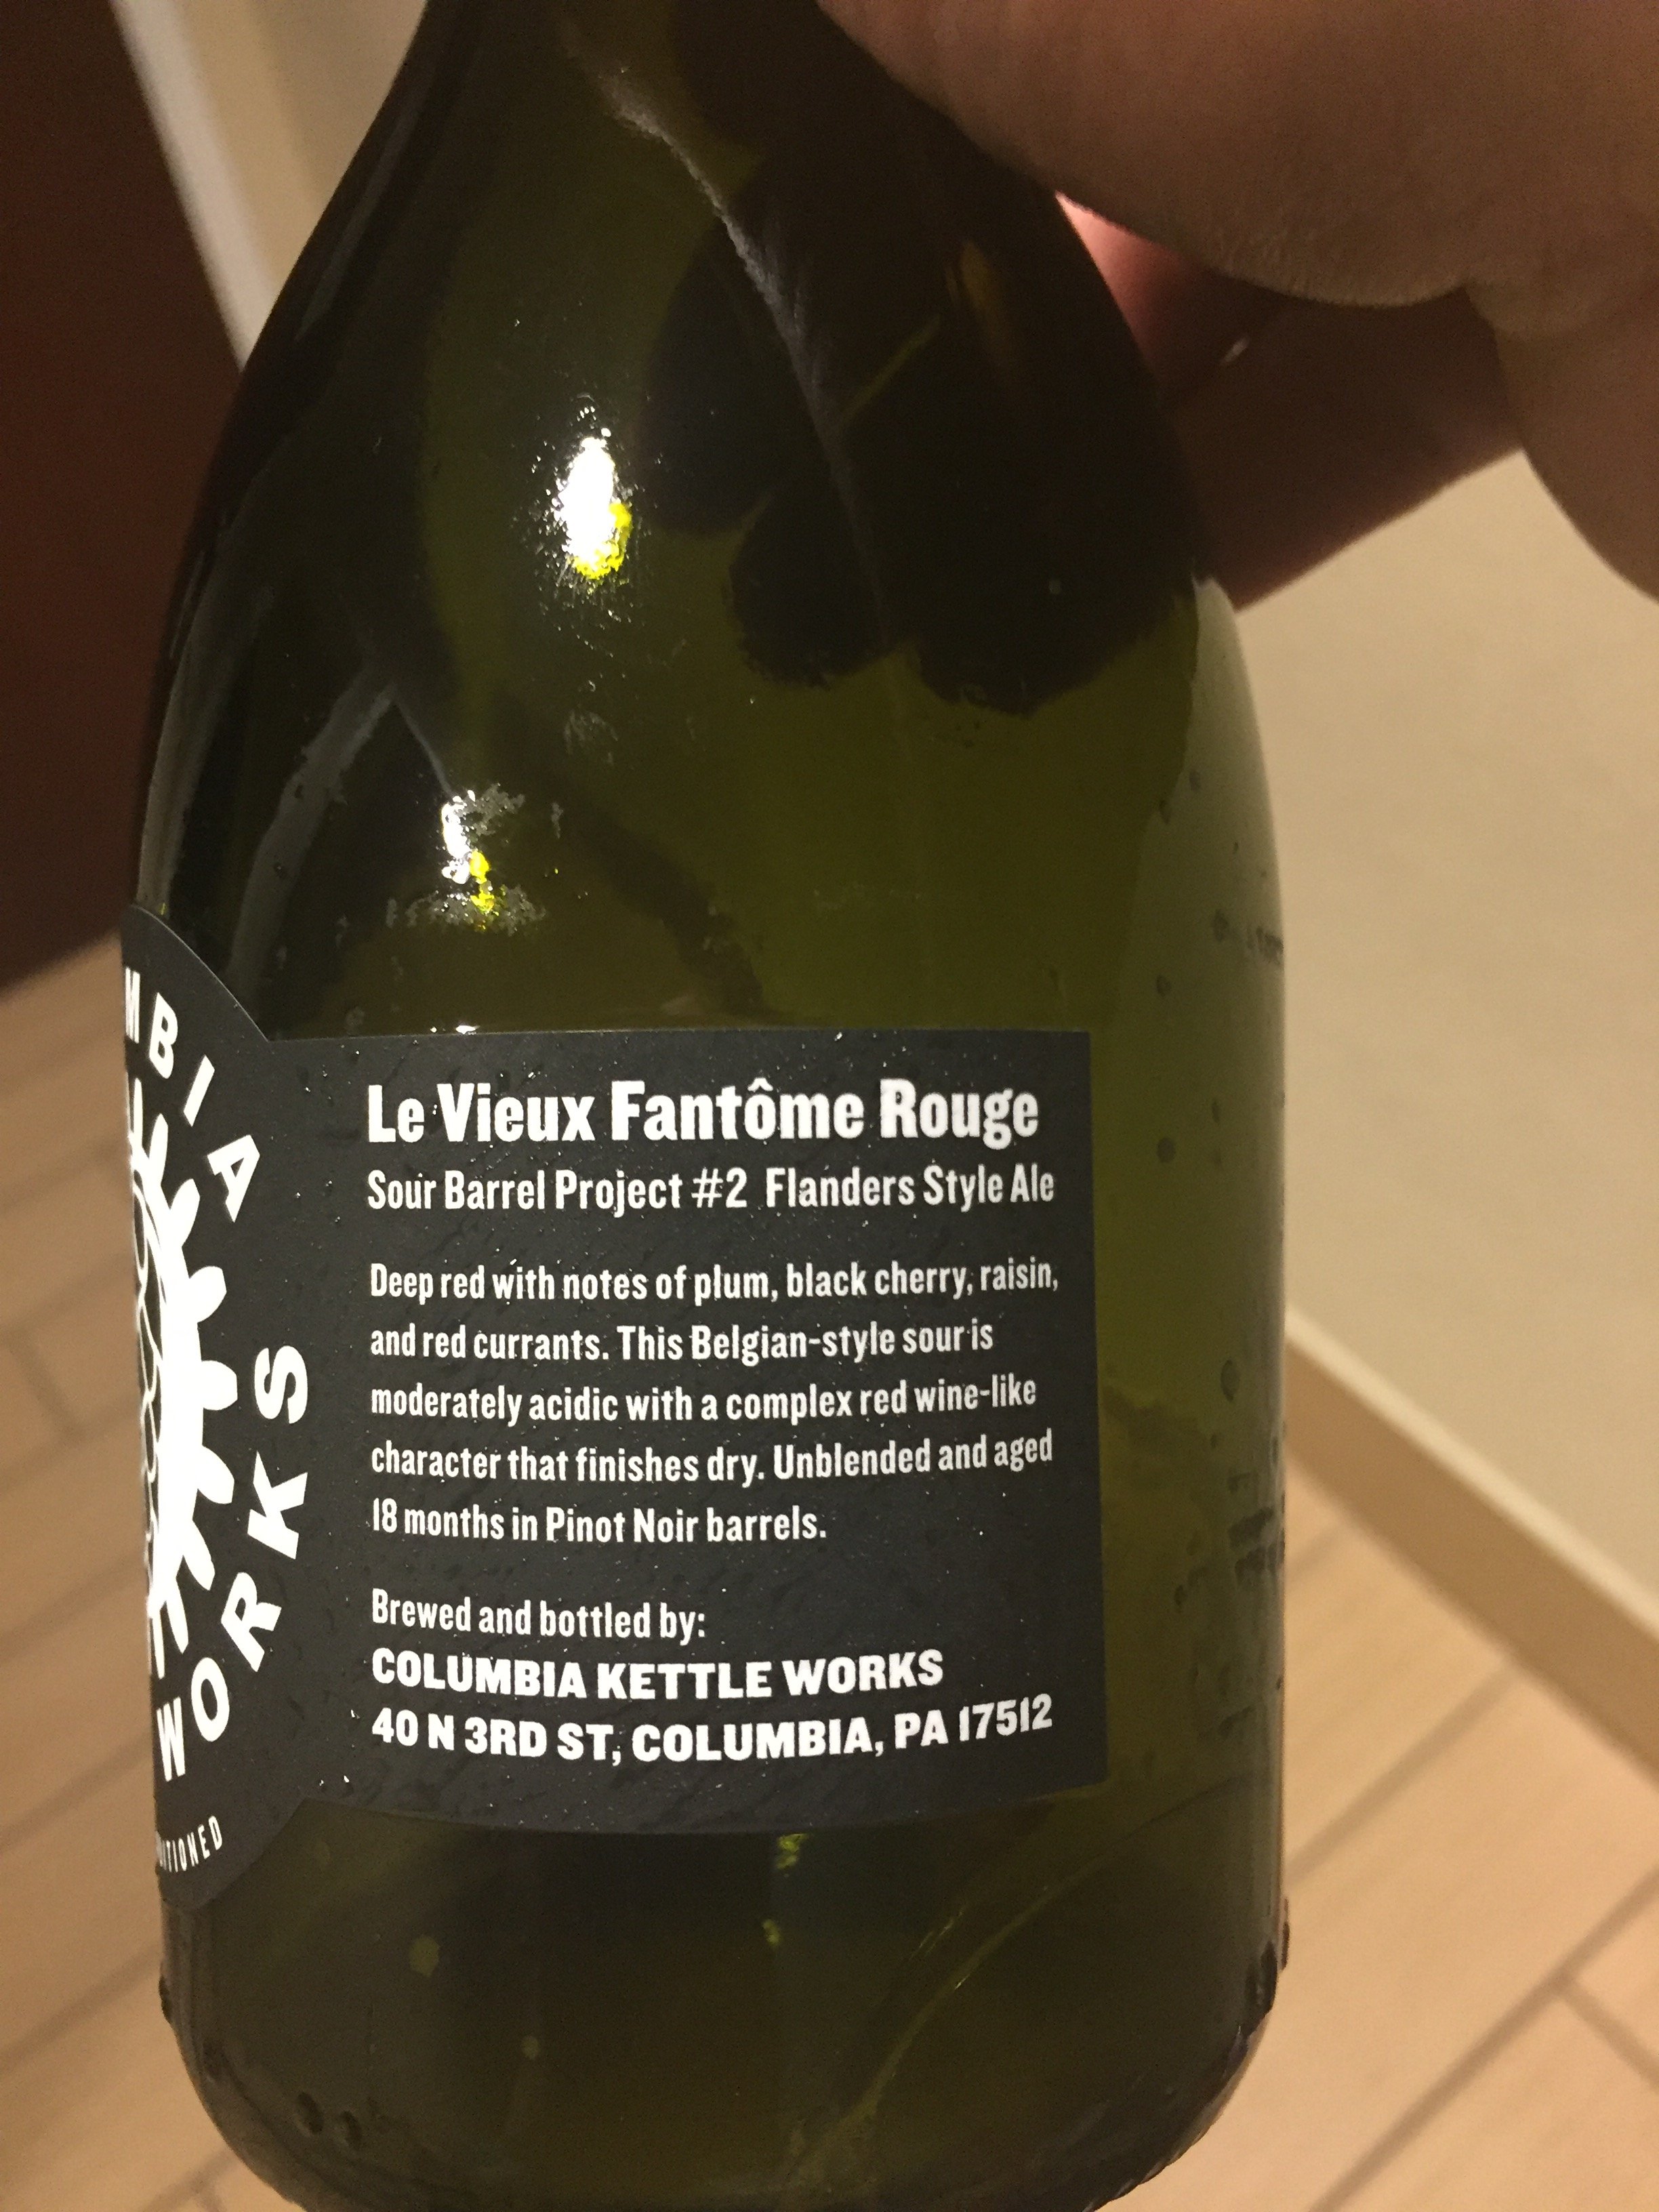 MBIA
WORKS
Le Vieux Fantôme Rouge
Sour Barrel Project #2 Flanders Style Ale
Deep red with notes of plum, black cherry, raisin,
and red currants. This Belgian-style sour is
moderately acidic with a complex red wine-like
character that finishes dry. Unblended and aged
18 months in Pinot Noir barrels.
Brewed and bottled by:
COLUMBIA KETTLE WORKS
40 N 3RD ST, COLUMBIA, PA 17512